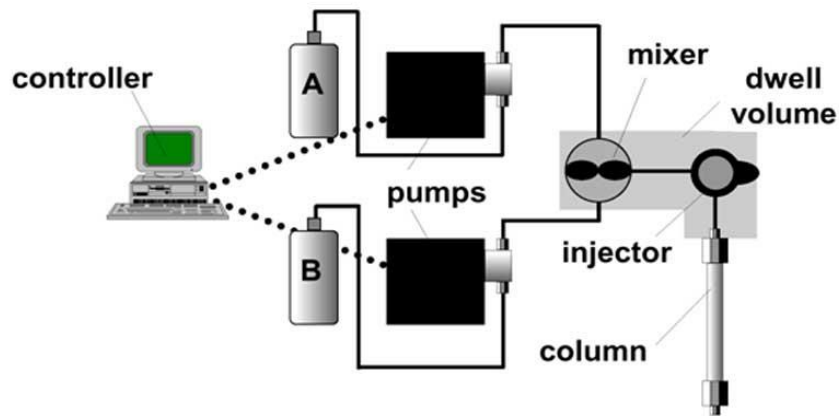 controller
A
mixer
dwell
volume
pumps
B
injector
column